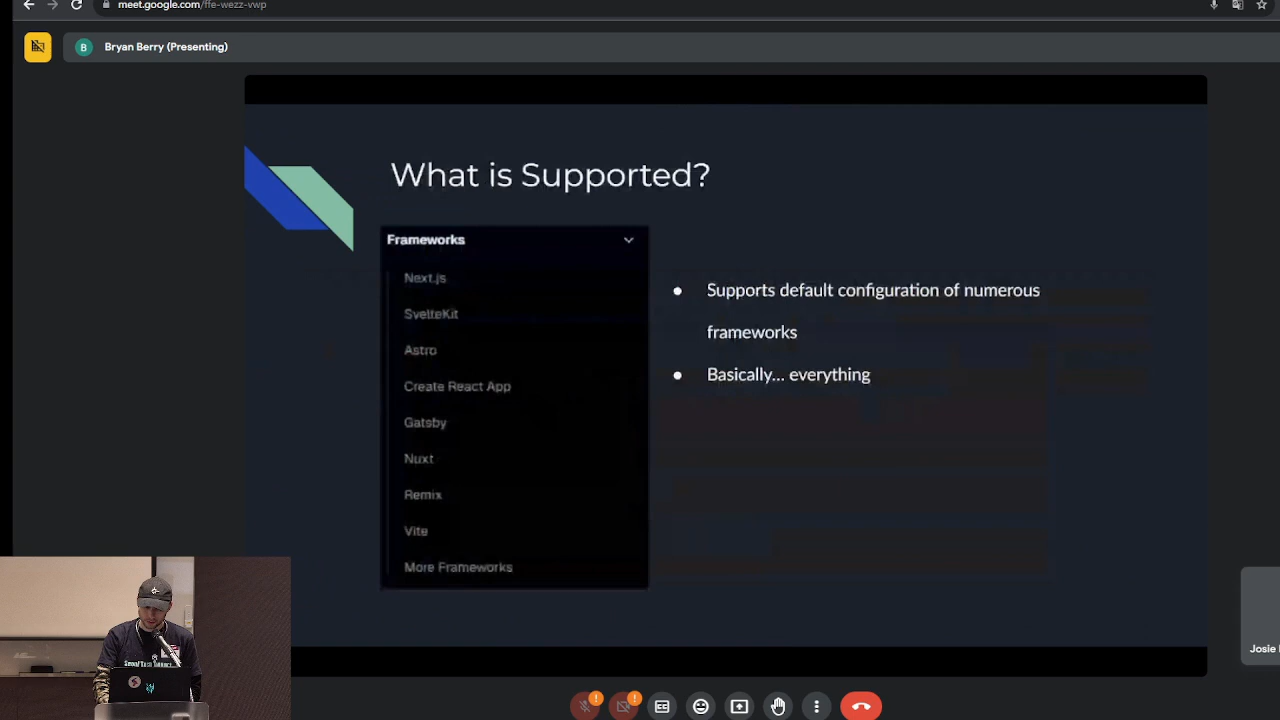 meet.google.com/ffe-wezz-vwp
B
Bryan Berry (Presenting)
What is Supported?
Frameworks
Next.js
SvelteKit
Astro
Create React App
Gatsby
Nuxt
Remix
Vite
More Frameworks
● Supports default configuration of numerous
frameworks
● Basically... everything
Josie